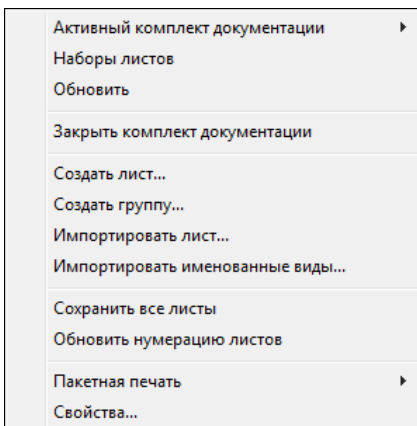 Активный комплект документации
Наборы листов
Обновить
Закрыть комплект документации
Создать лист...
Создать группу...
Импортировать лист...
Импортировать именованные виды...
Сохранить все листы
Обновить нумерацию листов
Пакетная печать
Свойства...